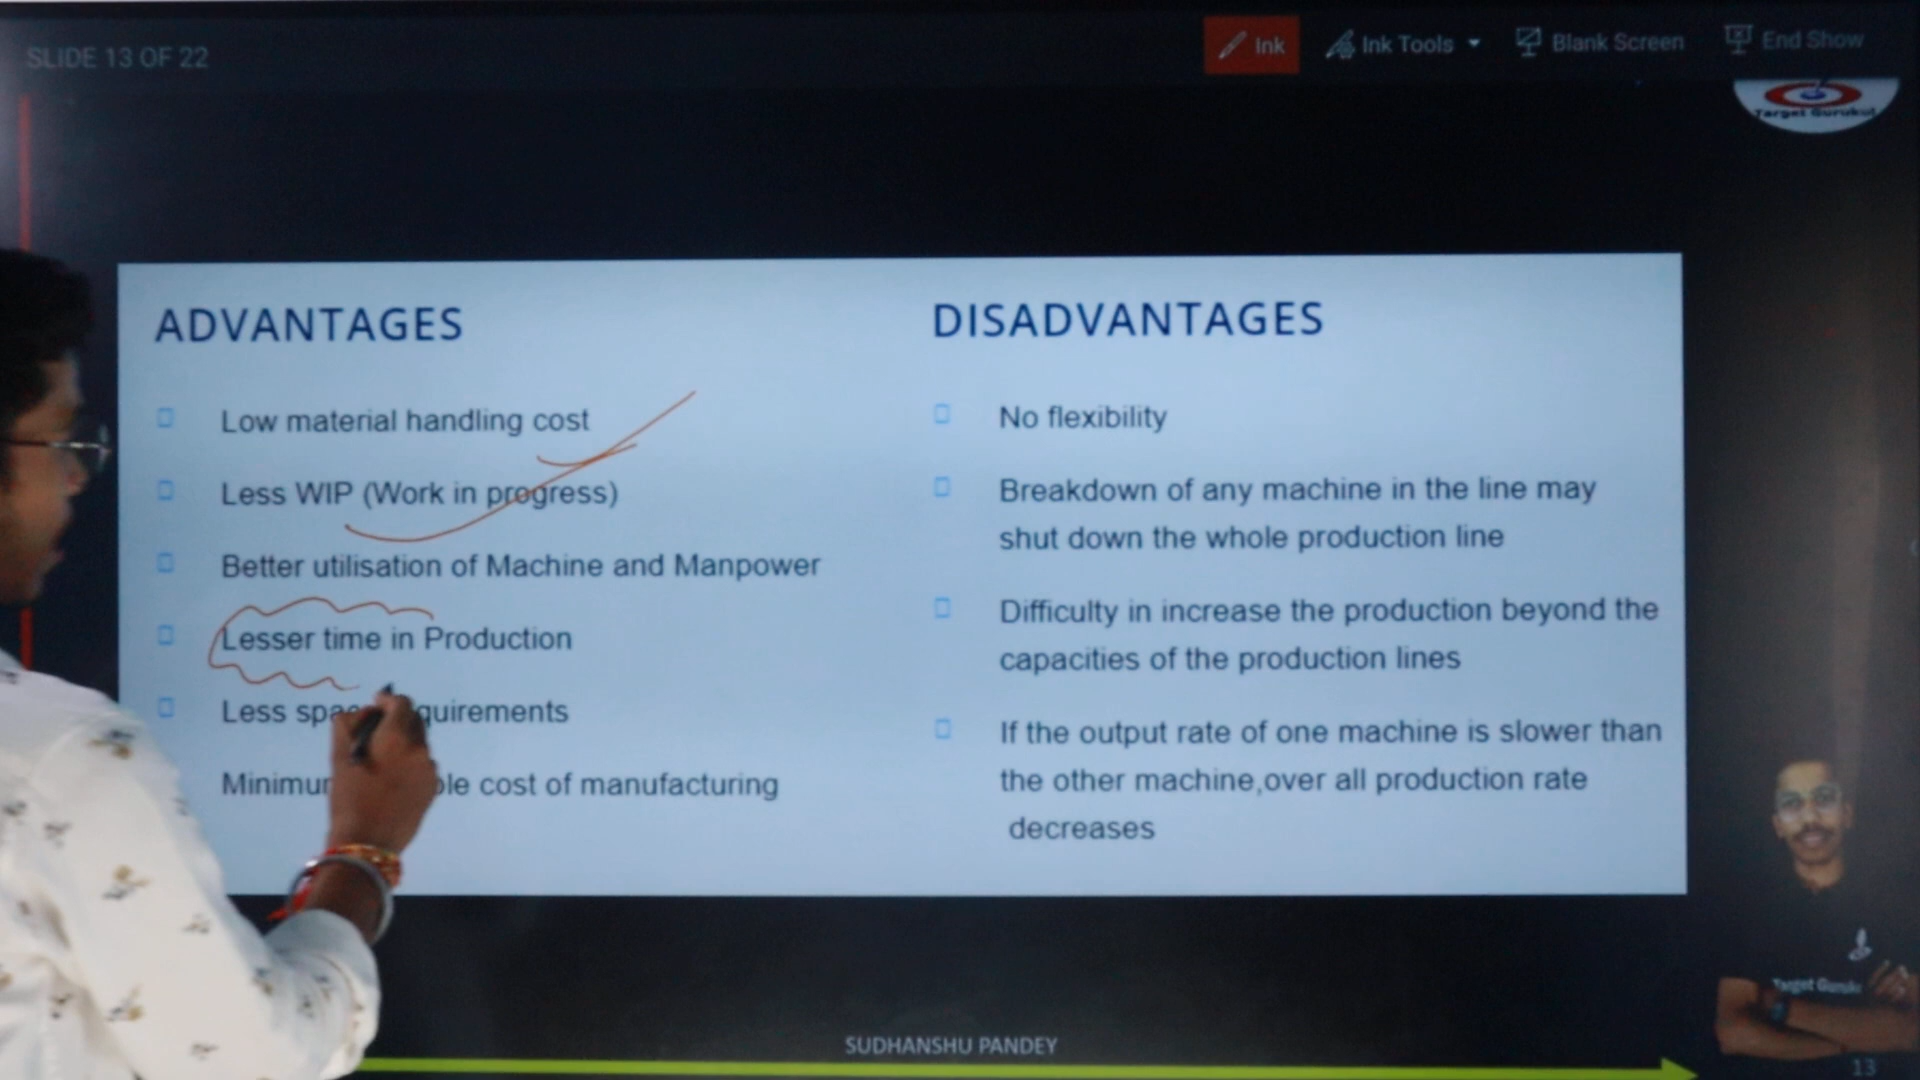 SLIDE 13 OF 22
Ink
Ink Tools
Blank Screen
End Show
Target Gurukul
ADVANTAGES
Low material handling cost
Less WIP (Work in progress)
Better utilisation of Machine and Manpower
Lesser time in Production
Less
Minimum cost of manufacturing
DISADVANTAGES
No flexibility
Breakdown of any machine in the line may
shut down the whole production line
Difficulty in increase the production beyond the
capacities of the production lines
If the output rate of one machine is slower than
the other machine,over all production rate
decreases
Target
SUDHANSHU PANDEY
13